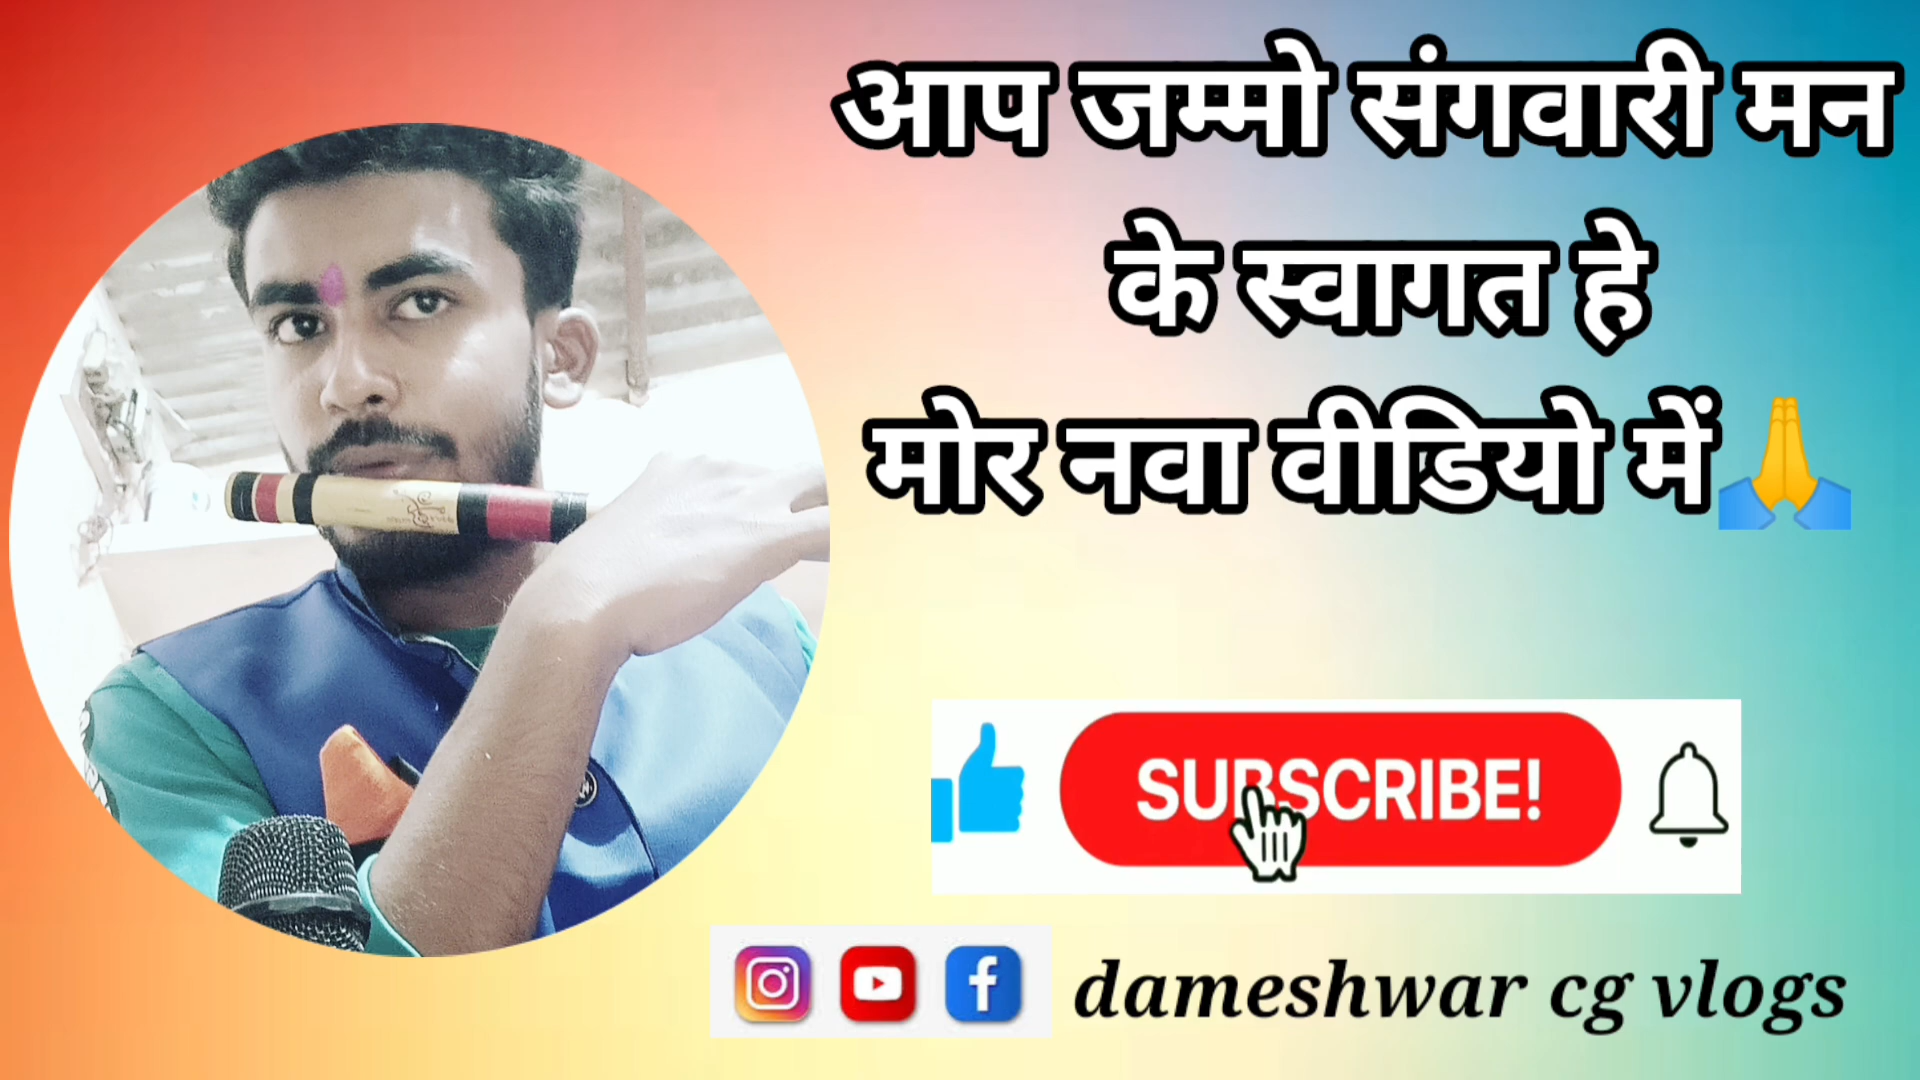 आप जम्मो संगवारी मन
के स्वागत हे
मोर नवा वीडियो में🙏
SUBSCRIBE!
dameshwar cg vlogs